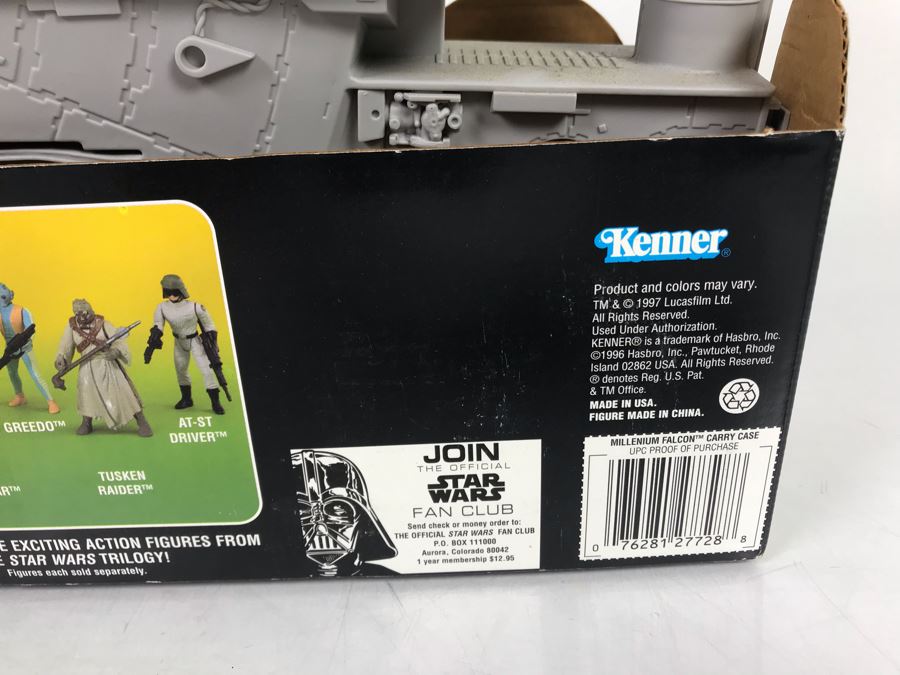 Kenner®
Product and colors may vary.
TM & © 1997 Lucasfilm Ltd.
All Rights Reserved.
Used Under Authorization.
KENNER® is a trademark of Hasbro, Inc.
©1996 Hasbro, Inc., Pawtucket, Rhode
Island 02862 USA. All Rights Reserved.
® denotes Reg. U.S. Pat.
& TM Office.
MADE IN USA.
FIGURE MADE IN CHINA.
MILLENIUM FALCON™ CARRY CASE
UPC PROOF OF PURCHASE
0 76281 27728 8
GREEDO™
AT-ST
DRIVER™
TUSKEN
RAIDER™
R™
E EXCITING ACTION FIGURES FROM
E STAR WARS TRILOGY!
Figures each sold separately.
JOIN
THE OFFICIAL
STAR
WARS
FAN CLUB
Send check or money order to:
THE OFFICIAL STAR WARS FAN CLUB
P.O. BOX 111000
Aurora, Colorado 80042
1 year membership $12.95